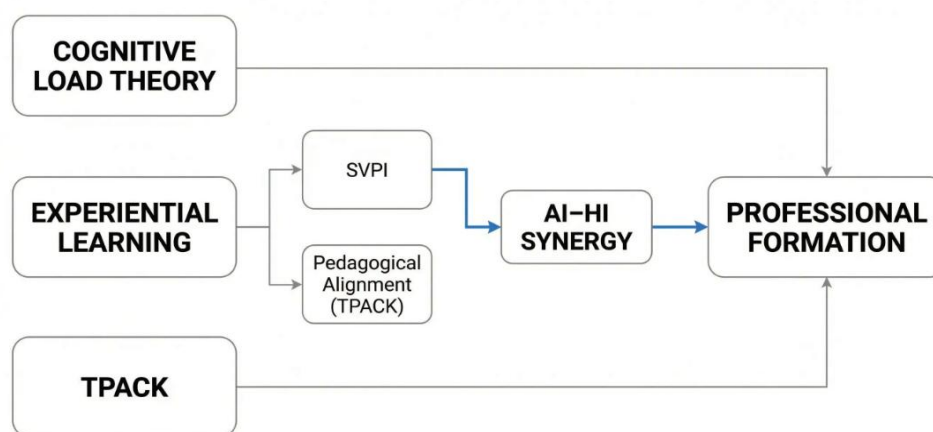 COGNITIVE
LOAD THEORY
SVPI
EXPERIENTIAL
LEARNING
Pedagogical
Alignment
(TPACK)
AI–HI
SYNERGY
PROFESSIONAL
FORMATION
TPACK